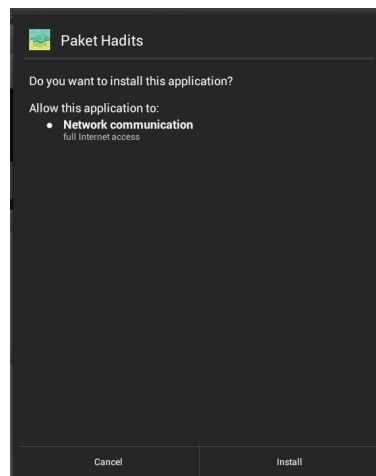 Paket Hadits
Do you want to install this application?
Allow this application to:
● Network communication
full Internet access
Cancel
Install